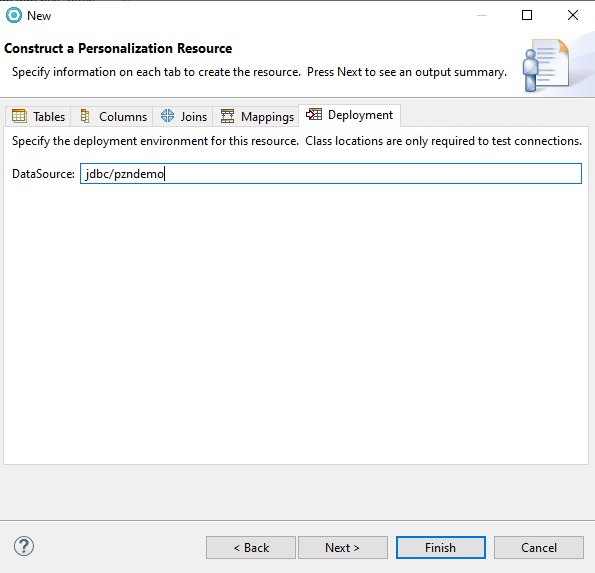 New
Construct a Personalization Resource
Specify information on each tab to create the resource. Press Next to see an output summary.
Tables Columns Joins Mappings Deployment
Specify the deployment environment for this resource. Class locations are only required to test connections.
DataSource: jdbc/pzndemo
? < Back Next > Finish Cancel